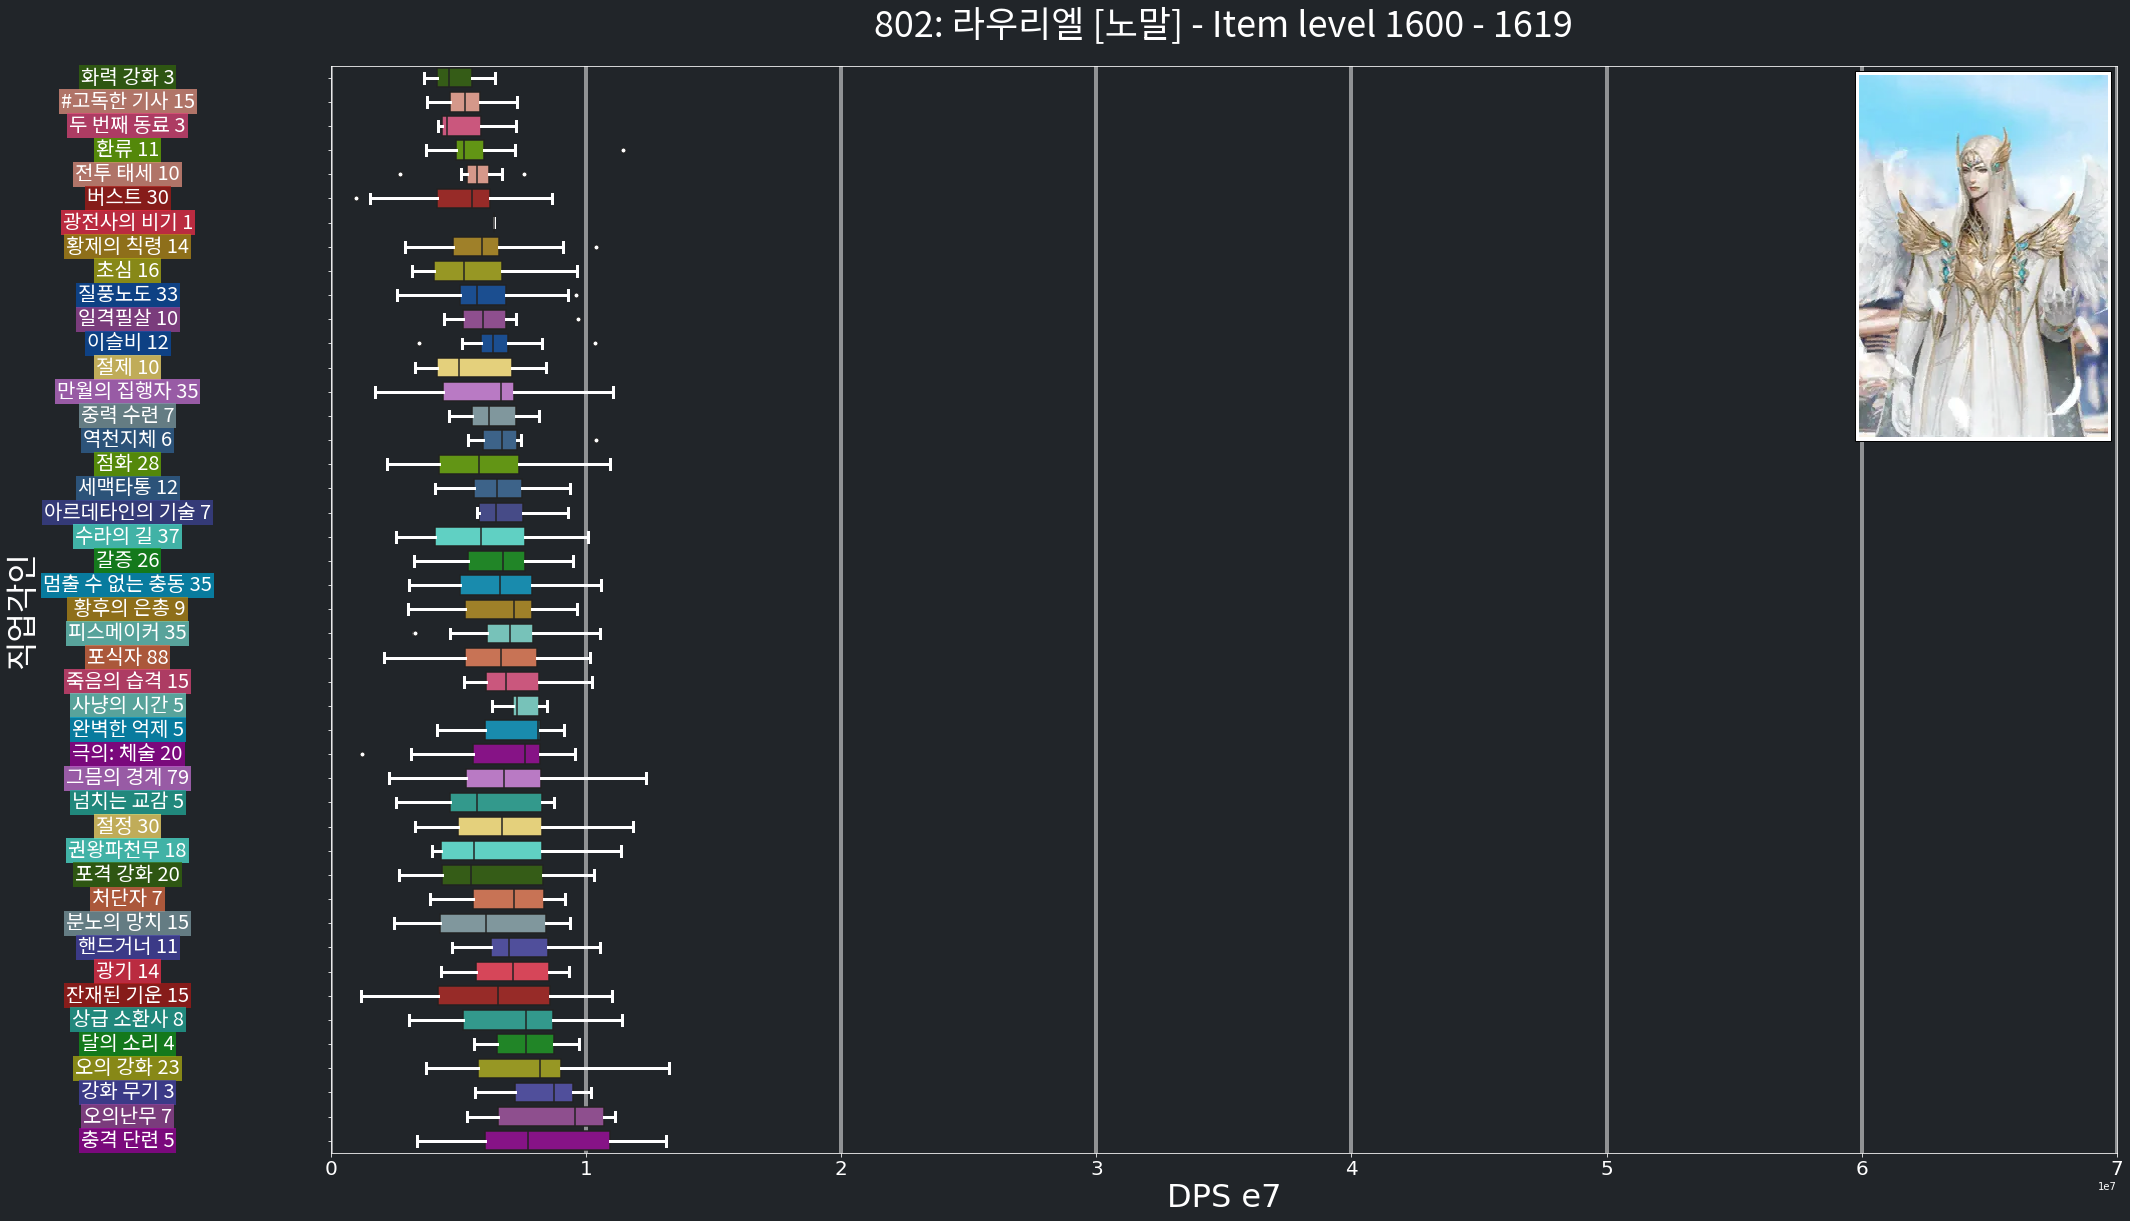 802: 라우리엘 [노말] - Item level 1600 - 1619
화력 강화 3
#고독한 기사 15
두 번째 동료 3
환류 11
전투 태세 10
버스트 30
광전사의 비기 1
황제의 칙령 14
초심 16
질풍노도 33
일격필살 10
이슬비 12
절제 10
만월의 집행자 35
중력 수련 7
역천지체 6
점화 28
세맥타통 12
아르데타인의 기술 7
수라의 길 37
갈증 26
멈출 수 없는 충동 35
황후의 은총 9
피스메이커 35
포식자 88
죽음의 습격 15
사냥의 시간 5
완벽한 억제 5
극의: 체술 20
그믐의 경계 79
넘치는 교감 5
절정 30
권왕파천무 18
포격 강화 20
처단자 7
분노의 망치 15
핸드거너 11
광기 14
잔재된 기운 15
상급 소환사 8
달의 소리 4
오의 강화 23
강화 무기 3
오의난무 7
충격 단련 5
직업각인
0 1 2 3 4 5 6 7
1e7
DPS e7